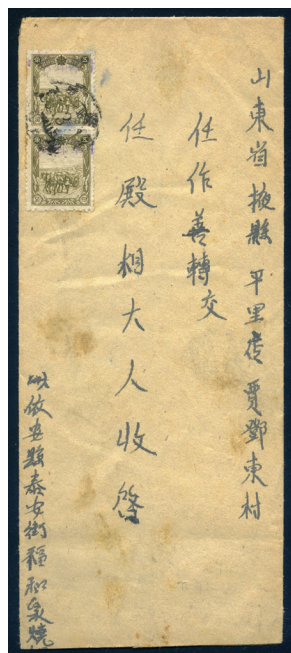 山東省掖縣平里店賈鄧東村
任作善轉交
任殿相大人收啓
依安縣泰安街福和泉燒